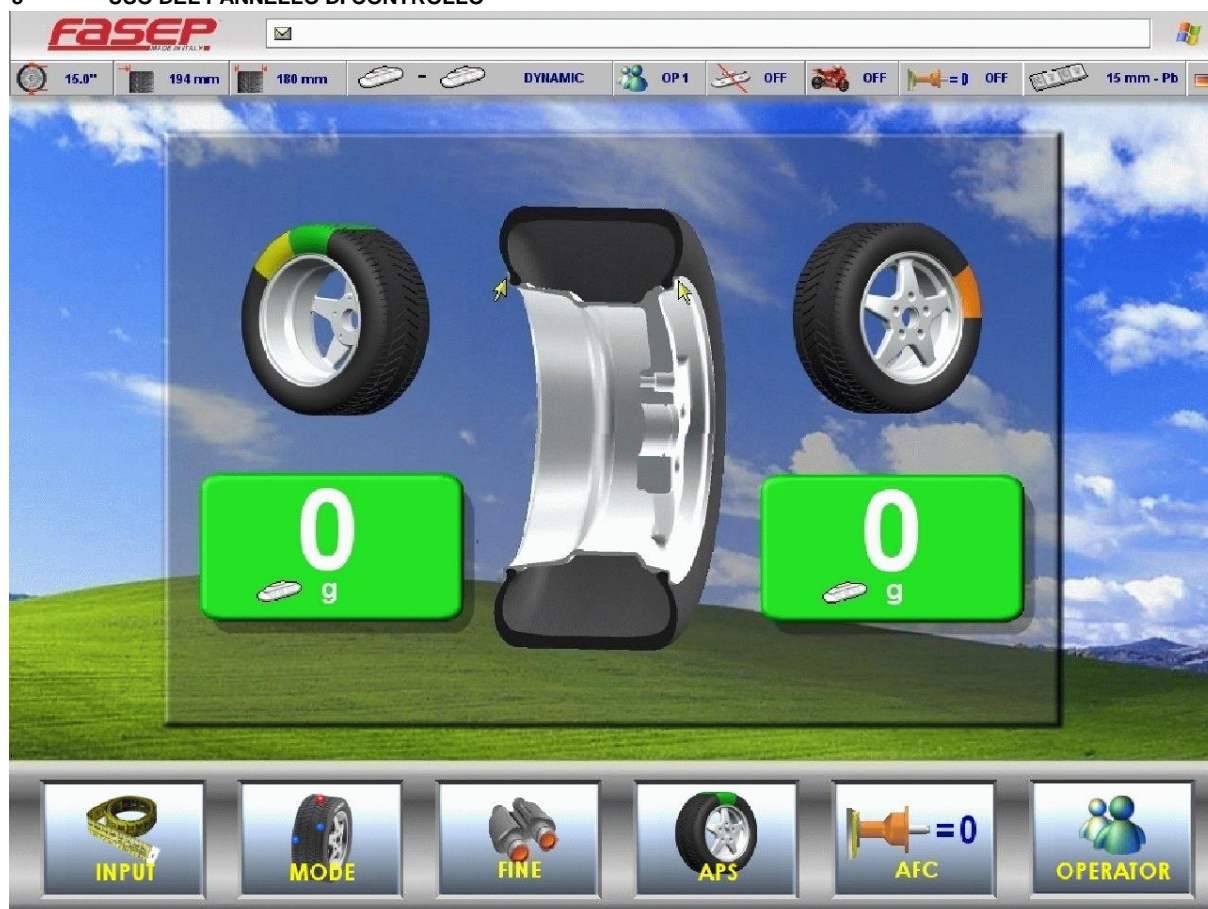 USO DEL PANNELLO DI CONTROLLO
FASEP
MADE IN ITALY
15.0" 194 mm 180 mm - DYNAMIC OP 1 OFF OFF =0 OFF 15 mm - Pb
0 0
g g
=0
INPUT MODE FINE APS AFC OPERATOR